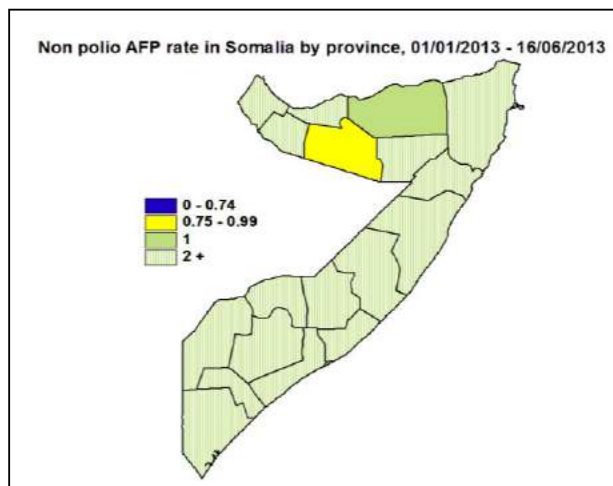 Non polio AFP rate in Somalia by province, 01/01/2013 - 16/06/2013
0 - 0.74
0.75 - 0.99
1
2 +